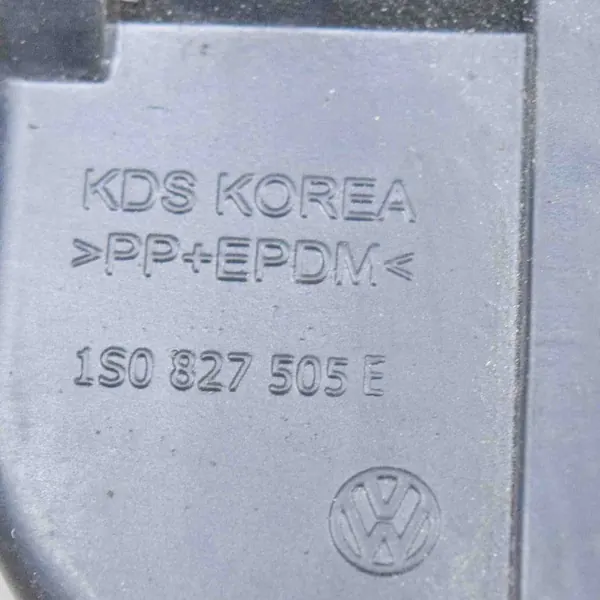 KDS KOREA
>PP+EPDM<
1S0 827 505 E